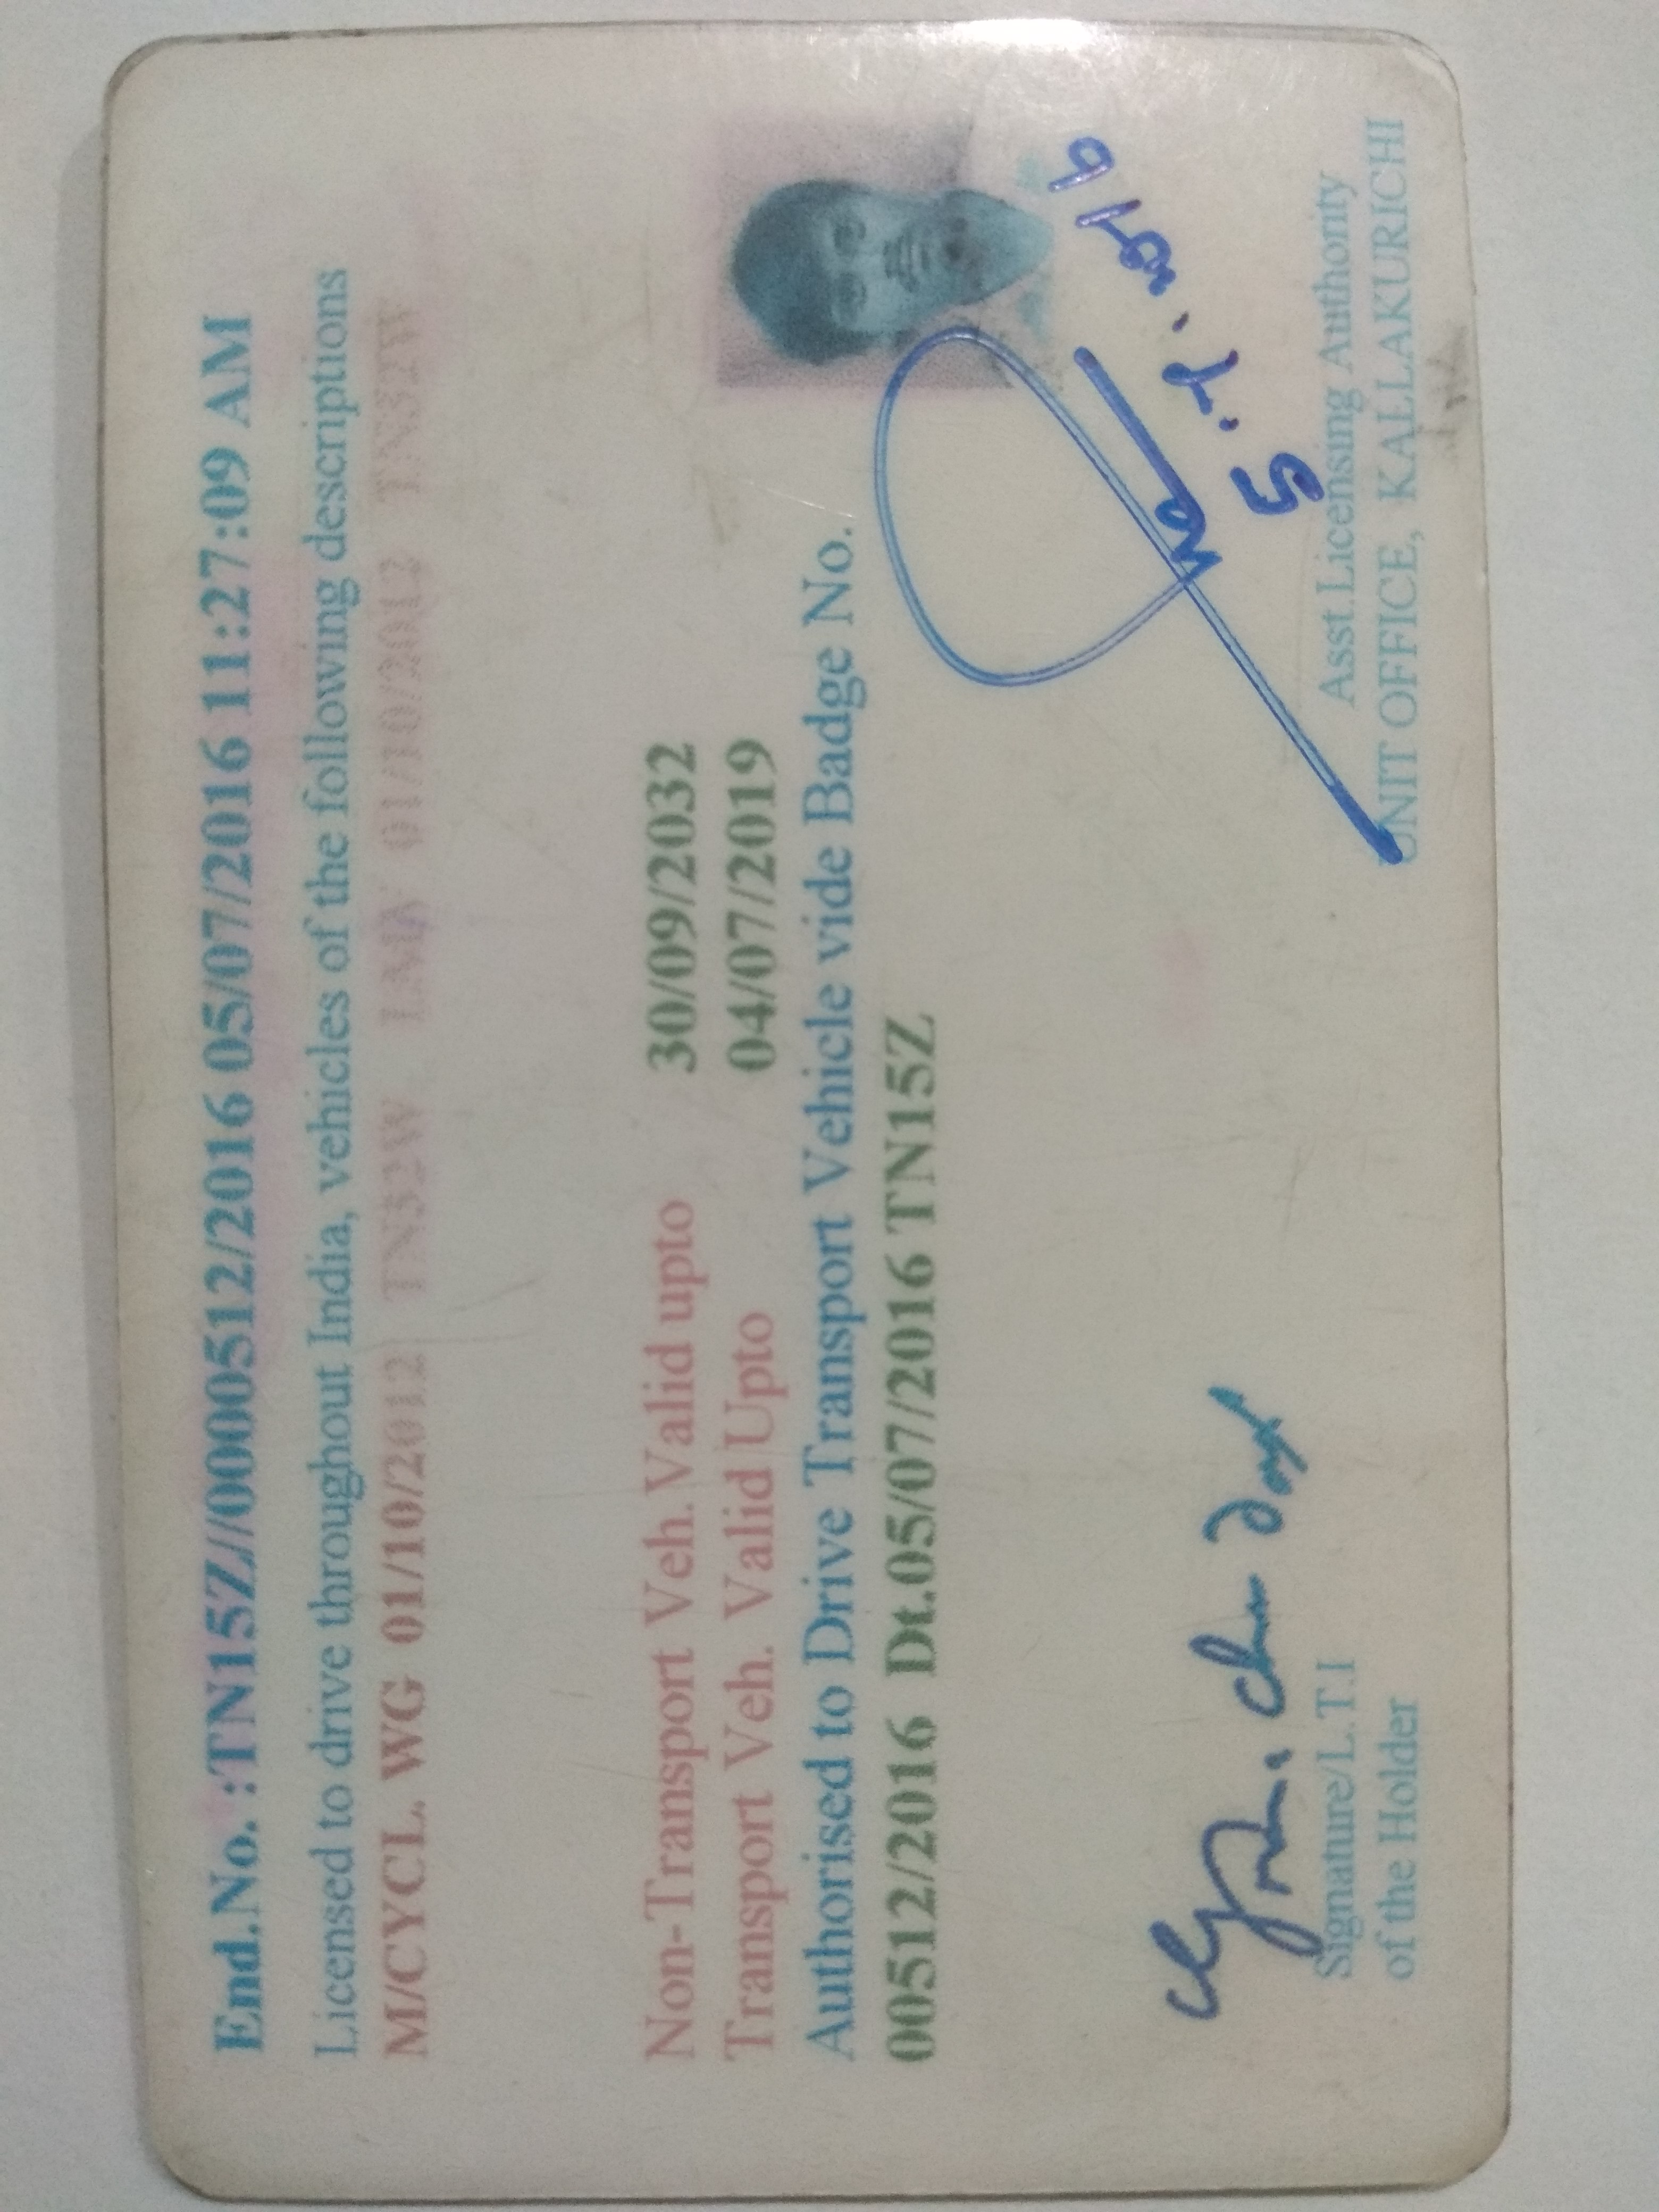 End.No. :TN15Z//0000512/2016 05/07/2016 11:27:09 AM
Licensed to drive throughout India, vehicles of the following descriptions
M/CYCL. WG 01/10/2012 TN32W LMV 01/10/2012 TN32W
Non-Transport Veh.Valid upto 30/09/2032
Transport Veh. Valid Upto 04/07/2019
Authorised to Drive Transport Vehicle vide Badge No.
00512/2016 Dt.05/07/2016 TN15Z
Signature/L.T.I
of the Holder
Asst.Licensing Authority
UNIT OFFICE, KALLAKURICHI